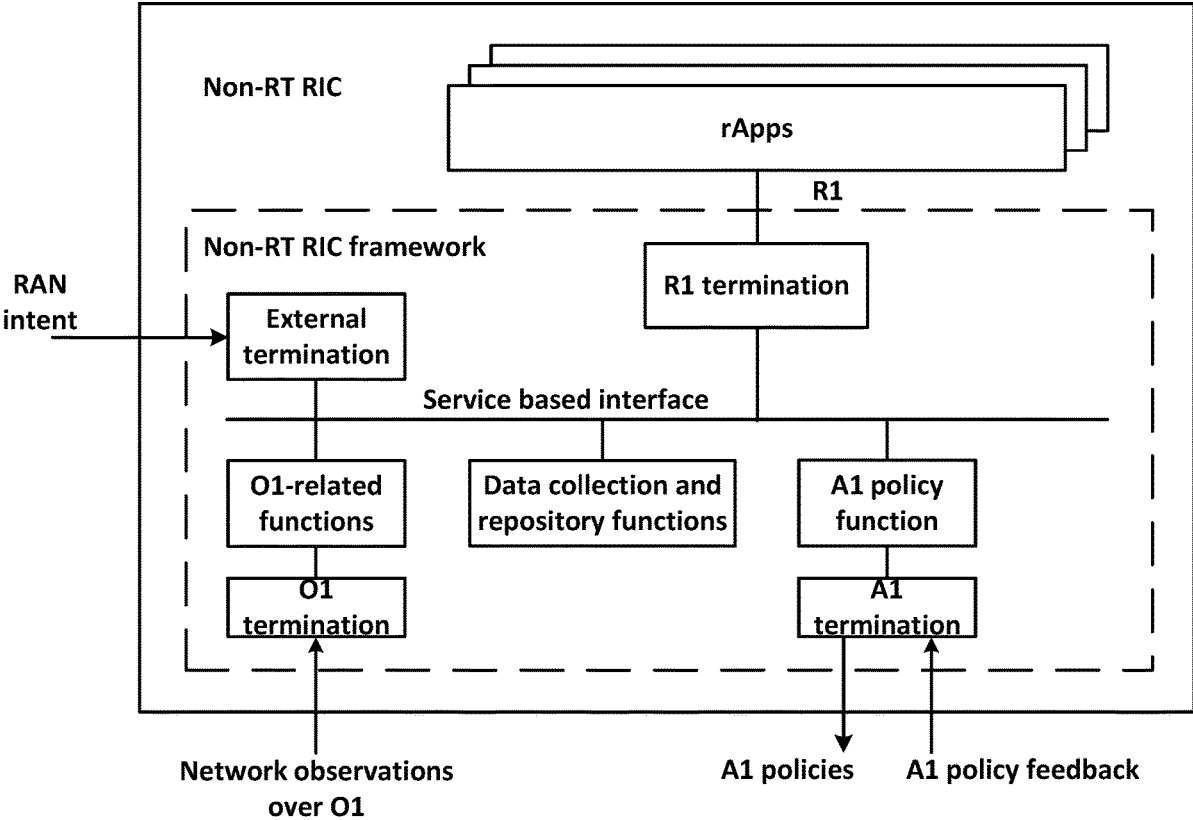 Non-RT RIC
rApps
R1
Non-RT RIC framework
R1 termination
RAN
intent
External
termination
Service based interface
O1-related
functions
Data collection and
repository functions
A1 policy
function
O1
termination
A1
termination
Network observations
over O1
A1 policies
A1 policy feedback